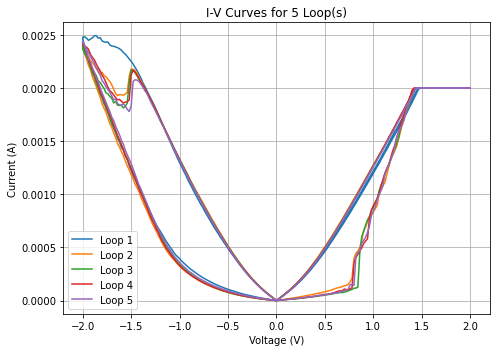 I-V Curves for 5 Loop(s)
Current (A)
0.0025
0.0020
0.0015
0.0010
0.0005
0.0000
Loop 1
Loop 2
Loop 3
Loop 4
Loop 5
−2.0 −1.5 −1.0 −0.5 0.0 0.5 1.0 1.5 2.0
Voltage (V)